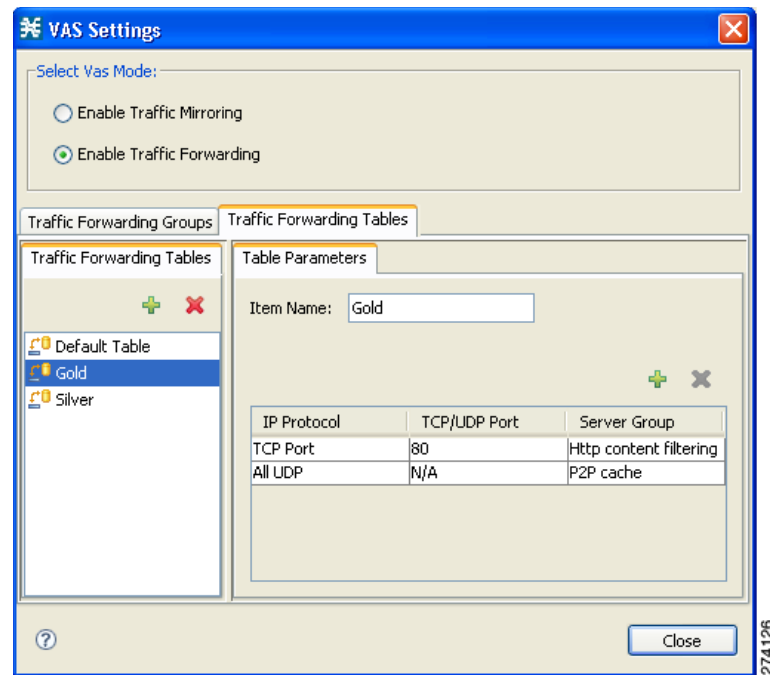 VAS Settings
Select Vas Mode:
Enable Traffic Mirroring
Enable Traffic Forwarding
Traffic Forwarding Groups
Traffic Forwarding Tables
Traffic Forwarding Tables
Default Table
Gold
Silver
Table Parameters
Item Name: Gold
IP Protocol TCP/UDP Port Server Group
TCP Port 80 Http content filtering
All UDP N/A P2P cache
?
Close
274126